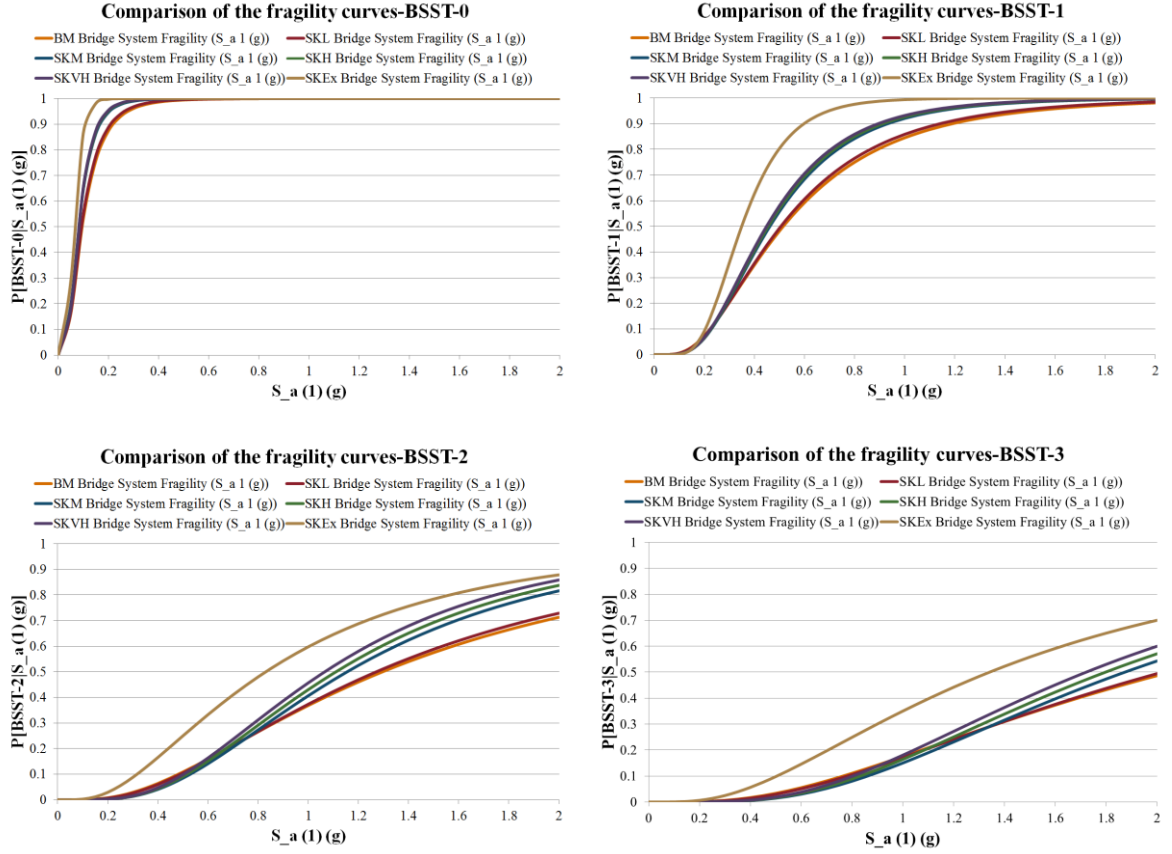 Comparison of the fragility curves-BSST-0
BM Bridge System Fragility (S_a 1 (g)) SKL Bridge System Fragility (S_a 1 (g))
SKM Bridge System Fragility (S_a 1 (g)) SKH Bridge System Fragility (S_a 1 (g))
SKVH Bridge System Fragility (S_a 1 (g)) SKEx Bridge System Fragility (S_a 1 (g))
P[BSST-0|S_a (1) (g)]
1
0.9
0.8
0.7
0.6
0.5
0.4
0.3
0.2
0.1
0
0 0.2 0.4 0.6 0.8 1 1.2 1.4 1.6 1.8 2
S_a (1) (g)
Comparison of the fragility curves-BSST-1
BM Bridge System Fragility (S_a 1 (g)) SKL Bridge System Fragility (S_a 1 (g))
SKM Bridge System Fragility (S_a 1 (g)) SKH Bridge System Fragility (S_a 1 (g))
SKVH Bridge System Fragility (S_a 1 (g)) SKEx Bridge System Fragility (S_a 1 (g))
P[BSST-1|S_a (1) (g)]
1
0.9
0.8
0.7
0.6
0.5
0.4
0.3
0.2
0.1
0
0 0.2 0.4 0.6 0.8 1 1.2 1.4 1.6 1.8 2
S_a (1) (g)
Comparison of the fragility curves-BSST-2
BM Bridge System Fragility (S_a 1 (g)) SKL Bridge System Fragility (S_a 1 (g))
SKM Bridge System Fragility (S_a 1 (g)) SKH Bridge System Fragility (S_a 1 (g))
SKVH Bridge System Fragility (S_a 1 (g)) SKEx Bridge System Fragility (S_a 1 (g))
P[BSST-2|S_a (1) (g)]
1
0.9
0.8
0.7
0.6
0.5
0.4
0.3
0.2
0.1
0
0 0.2 0.4 0.6 0.8 1 1.2 1.4 1.6 1.8 2
S_a (1) (g)
Comparison of the fragility curves-BSST-3
BM Bridge System Fragility (S_a 1 (g)) SKL Bridge System Fragility (S_a 1 (g))
SKM Bridge System Fragility (S_a 1 (g)) SKH Bridge System Fragility (S_a 1 (g))
SKVH Bridge System Fragility (S_a 1 (g)) SKEx Bridge System Fragility (S_a 1 (g))
P[BSST-3|S_a (1) (g)]
1
0.9
0.8
0.7
0.6
0.5
0.4
0.3
0.2
0.1
0
0 0.2 0.4 0.6 0.8 1 1.2 1.4 1.6 1.8 2
S_a (1) (g)